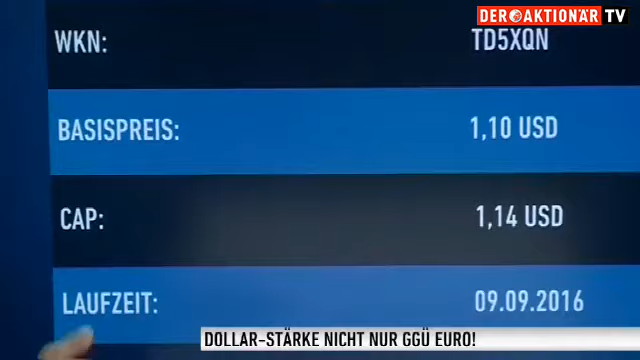 DER AKTIONÄR TV
WKN: TD5XQN
BASISPREIS: 1,10 USD
CAP: 1,14 USD
LAUFZEIT: 09.09.2016
DOLLAR-STÄRKE NICHT NUR GGÜ EURO!